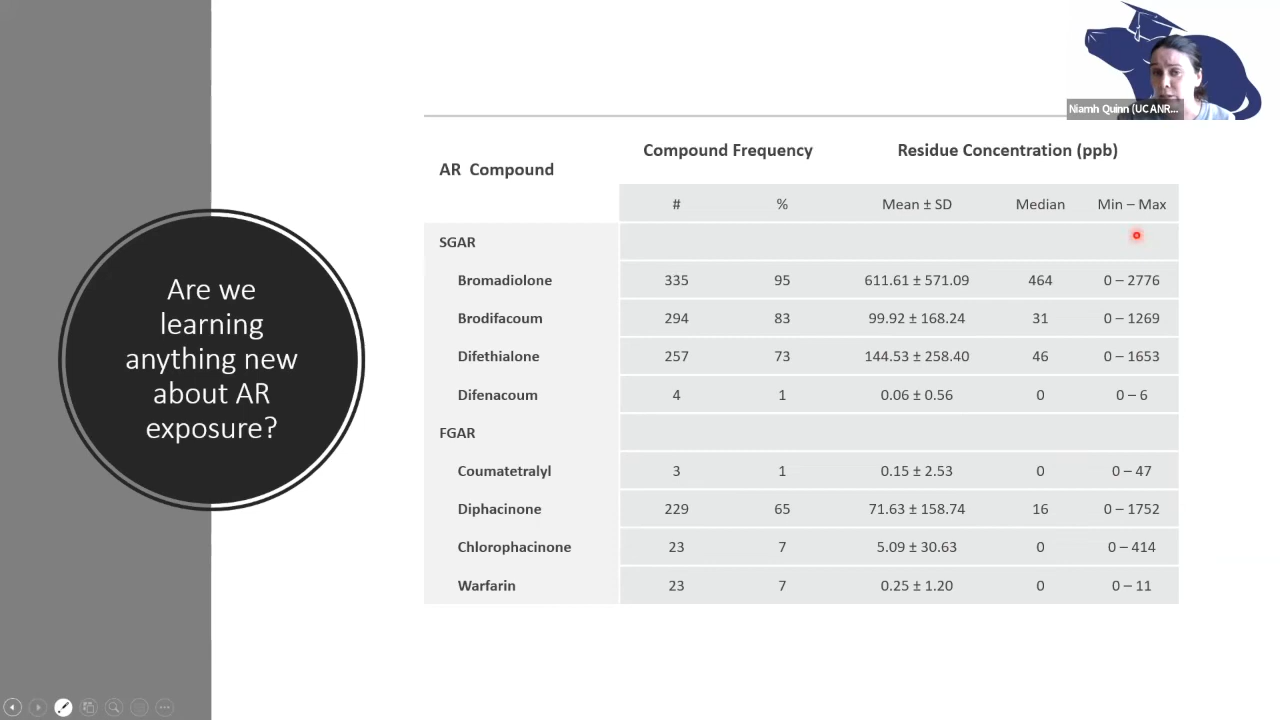 Niamh Quinn (UC ANR...
Are we
learning
anything new
about AR
exposure?
AR Compound Compound Frequency Residue Concentration (ppb)
# % Mean ± SD Median Min – Max
SGAR
Bromadiolone 335 95 611.61 ± 571.09 464 0 – 2776
Brodifacoum 294 83 99.92 ± 168.24 31 0 – 1269
Difethialone 257 73 144.53 ± 258.40 46 0 – 1653
Difenacoum 4 1 0.06 ± 0.56 0 0 – 6
FGAR
Coumatetralyl 3 1 0.15 ± 2.53 0 0 – 47
Diphacinone 229 65 71.63 ± 158.74 16 0 – 1752
Chlorophacinone 23 7 5.09 ± 30.63 0 0 – 414
Warfarin 23 7 0.25 ± 1.20 0 0 – 11